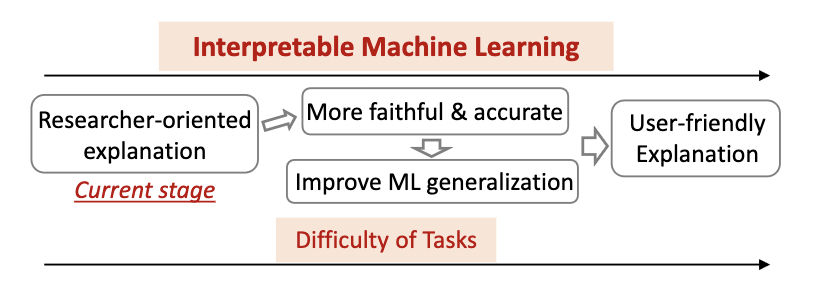 Interpretable Machine Learning
Researcher-oriented
explanation
Current stage
More faithful & accurate
Improve ML generalization
User-friendly
Explanation
Difficulty of Tasks